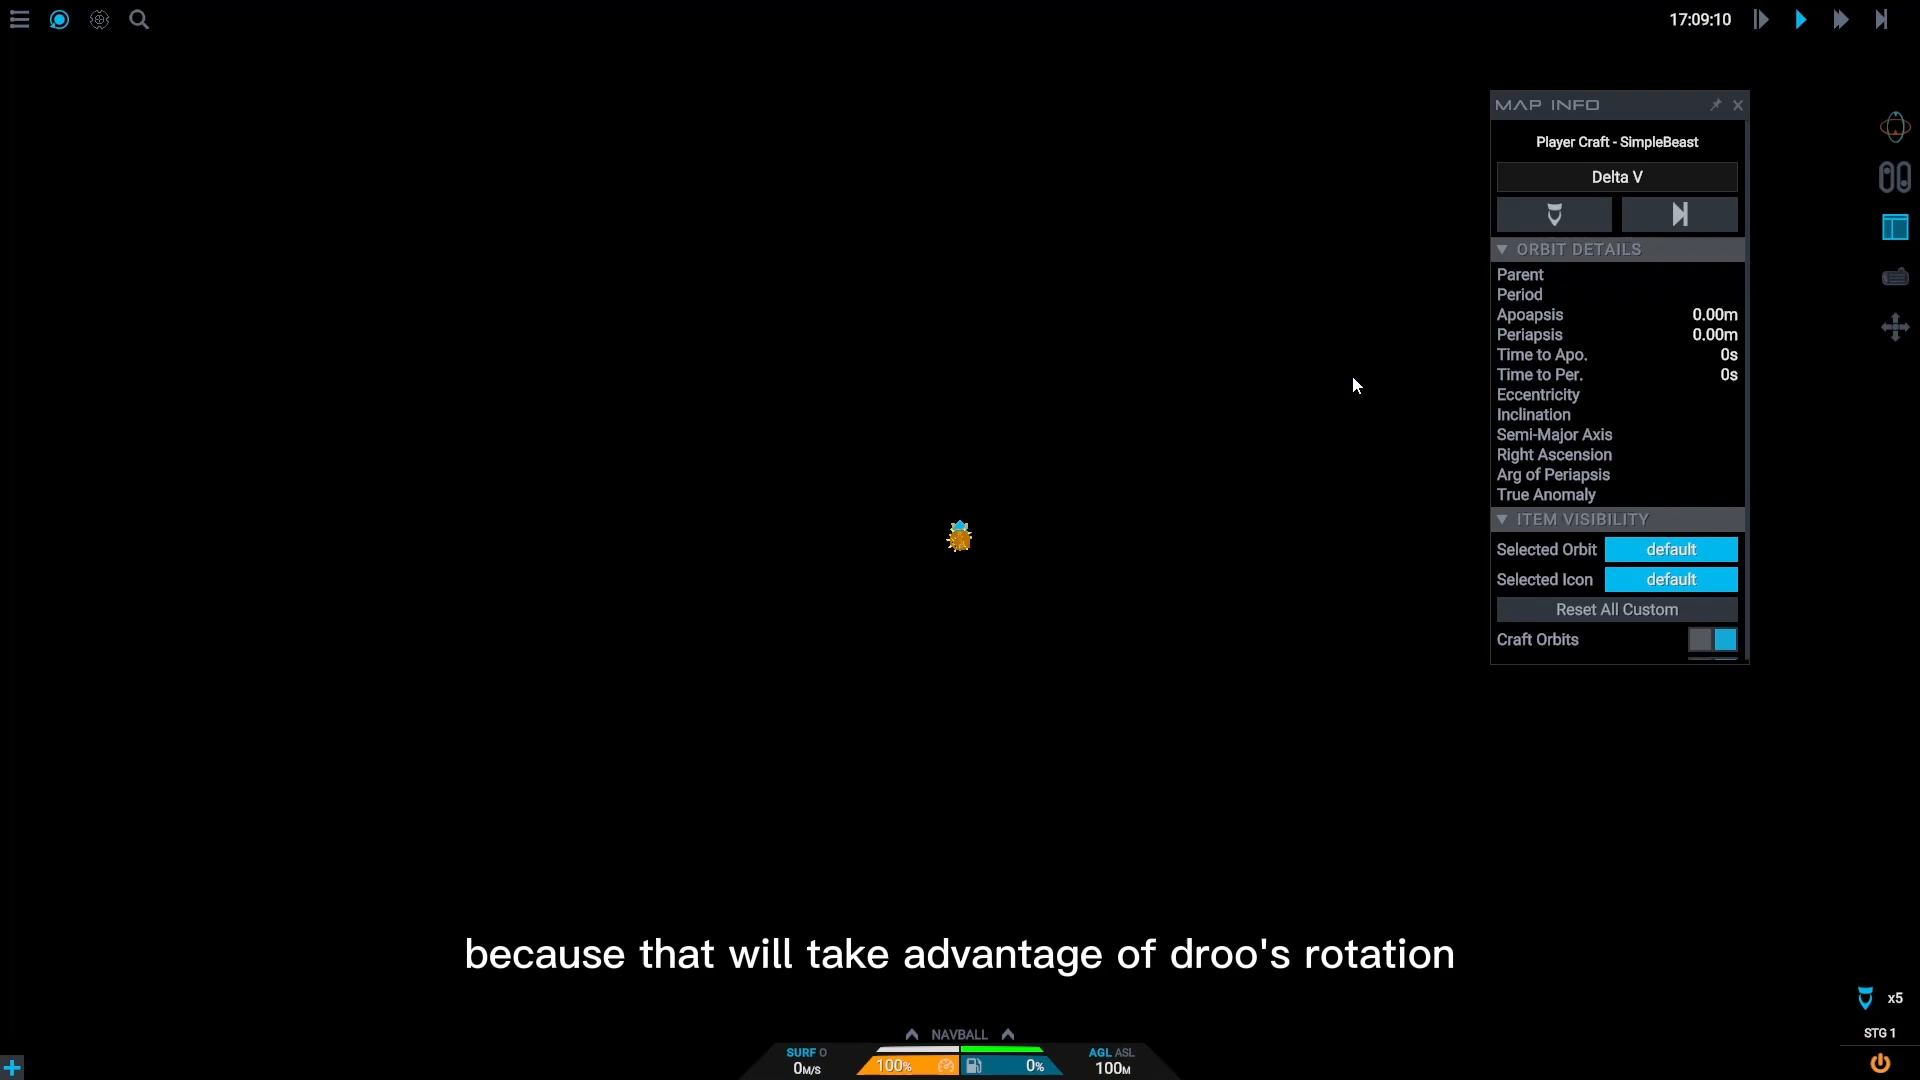 17:09:10
MAP INFO
Player Craft - SimpleBeast
Delta V
ORBIT DETAILS
Parent
Period
Apoapsis 0.00m
Periapsis 0.00m
Time to Apo. 0s
Time to Per. 0s
Eccentricity
Inclination
Semi-Major Axis
Right Ascension
Arg of Periapsis
True Anomaly
ITEM VISIBILITY
Selected Orbit default
Selected Icon default
Reset All Custom
Craft Orbits
because that will take advantage of droo's rotation
x5
STG 1
NAVBALL
SURF O
AGL ASL
0M/S
100%
0%
100M